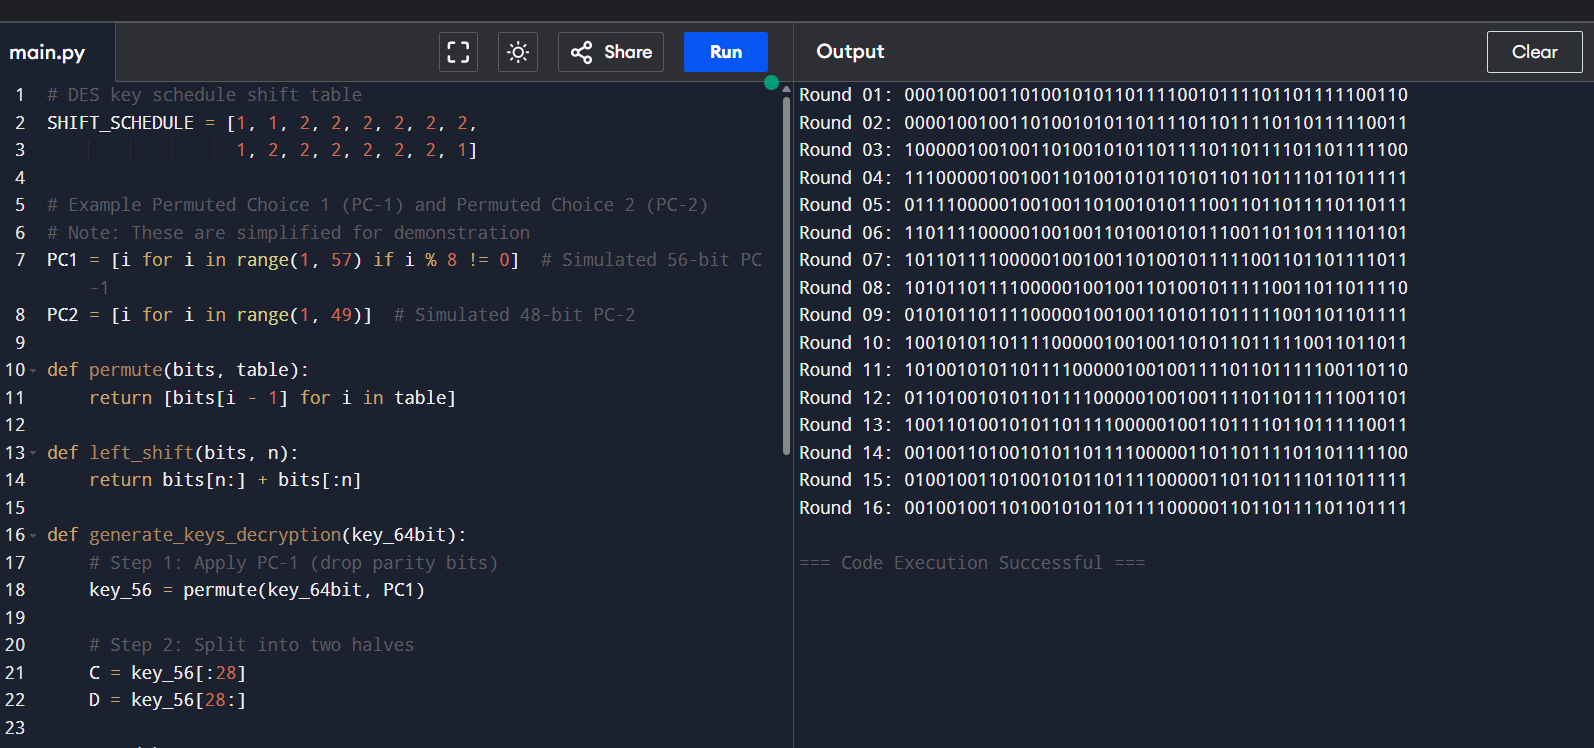 main.py
Share
Run
Output
Clear
1 # DES key schedule shift table
2 SHIFT_SCHEDULE = [1, 1, 2, 2, 2, 2, 2, 2,
3 1, 2, 2, 2, 2, 2, 2, 1]
4
5 # Example Permuted Choice 1 (PC-1) and Permuted Choice 2 (PC-2)
6 # Note: These are simplified for demonstration
7 PC1 = [i for i in range(1, 57) if i % 8 != 0]  # Simulated 56-bit PC
-1
8 PC2 = [i for i in range(1, 49)]  # Simulated 48-bit PC-2
9
10 def permute(bits, table):
11 return [bits[i - 1] for i in table]
12
13 def left_shift(bits, n):
14 return bits[n:] + bits[:n]
15
16 def generate_keys_decryption(key_64bit):
17 # Step 1: Apply PC-1 (drop parity bits)
18 key_56 = permute(key_64bit, PC1)
19
20 # Step 2: Split into two halves
21 C = key_56[:28]
22 D = key_56[28:]
23
Round 01: 000100100110100101011011110010111101101111100110
Round 02: 000010010011010010101101111011011110110111110011
Round 03: 100000100100110100101011011110110111101101111100
Round 04: 111000001001001101001010110101101101111011011111
Round 05: 011110000010010011010010101110011011011110110111
Round 06: 110111100000100100110100101011100110110111101101
Round 07: 101101111000001001001101001011111001101101111011
Round 08: 101011011110000010010011010010111110011011011110
Round 09: 010101101111000001001001101011011111001101101111
Round 10: 100101011011110000010010011010110111110011011011
Round 11: 101001010110111100000100100111101101111100110110
Round 12: 011010010101101111000001001001111011011111001101
Round 13: 100110100101011011110000010011011110110111110011
Round 14: 001001101001010110111100000110110111101101111100
Round 15: 010010011010010101101111000001101101111011011111
Round 16: 001001001101001010110111100000110110111101101111
=== Code Execution Successful ===